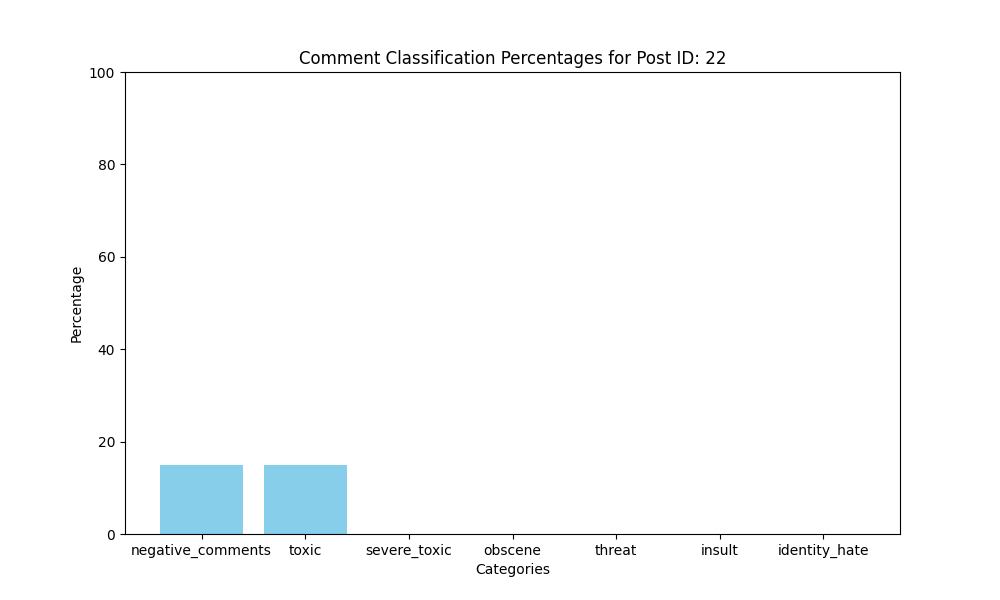 Comment Classification Percentages for Post ID: 22
100
80
60
40
20
0
Percentage
negative_comments toxic severe_toxic obscene threat insult identity_hate
Categories